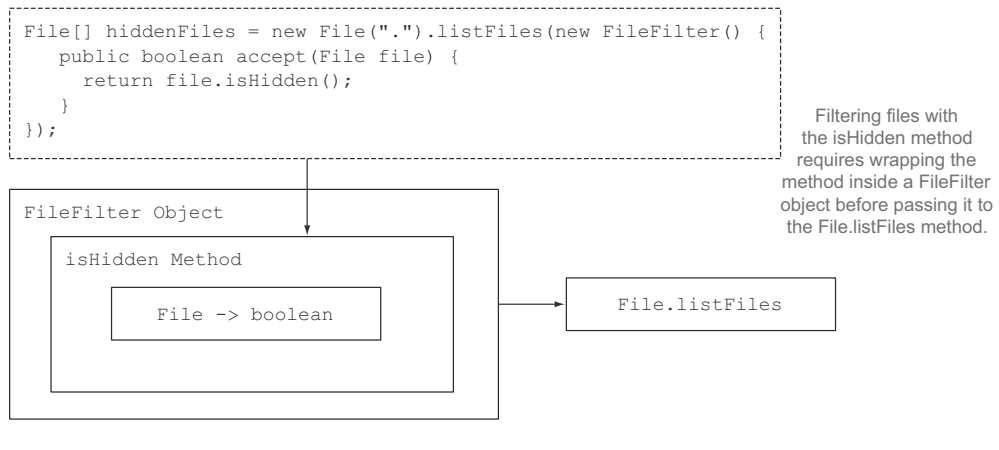 File[] hiddenFiles = new File(".").listFiles(new FileFilter() {
public boolean accept(File file) {
return file.isHidden();
}
});
Filtering files with
the isHidden method
requires wrapping the
method inside a FileFilter
object before passing it to
the File.listFiles method.
FileFilter Object
isHidden Method
File -> boolean
File.listFiles